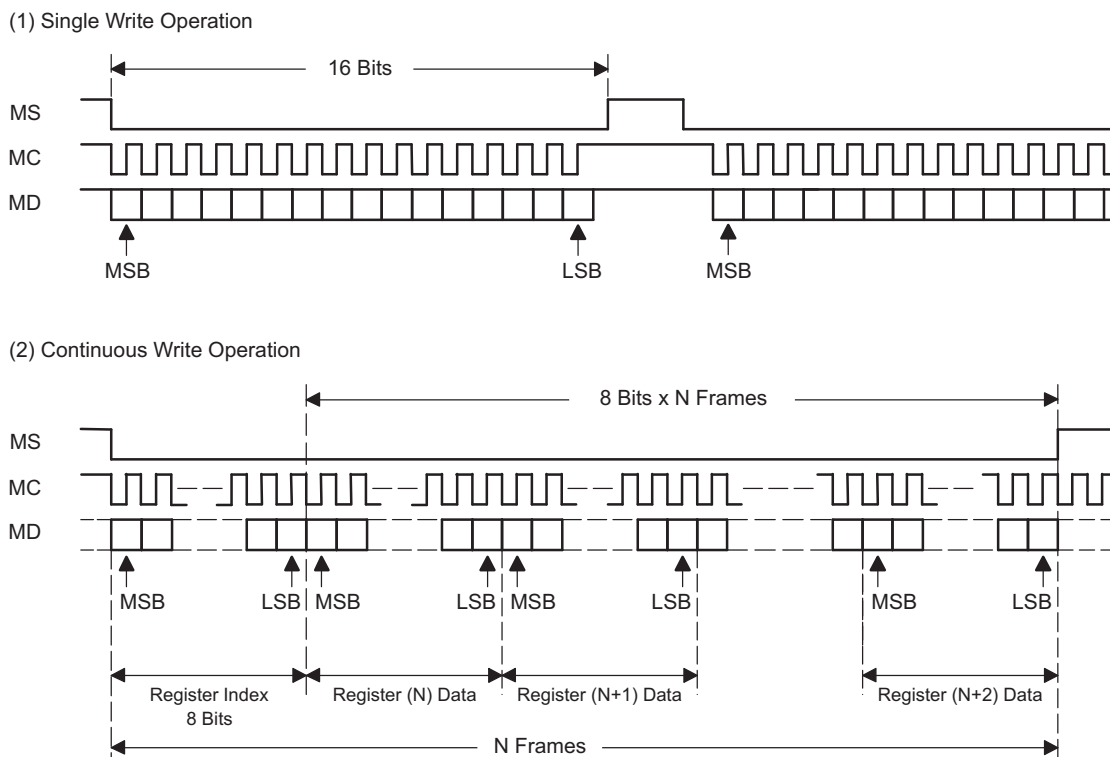 (1) Single Write Operation
16 Bits
MS
MC
MD
MSB LSB MSB
(2) Continuous Write Operation
8 Bits x N Frames
MS
MC
MD
MSB LSB MSB LSB MSB LSB MSB LSB
Register Index
8 Bits
Register (N) Data
Register (N+1) Data
Register (N+2) Data
N Frames